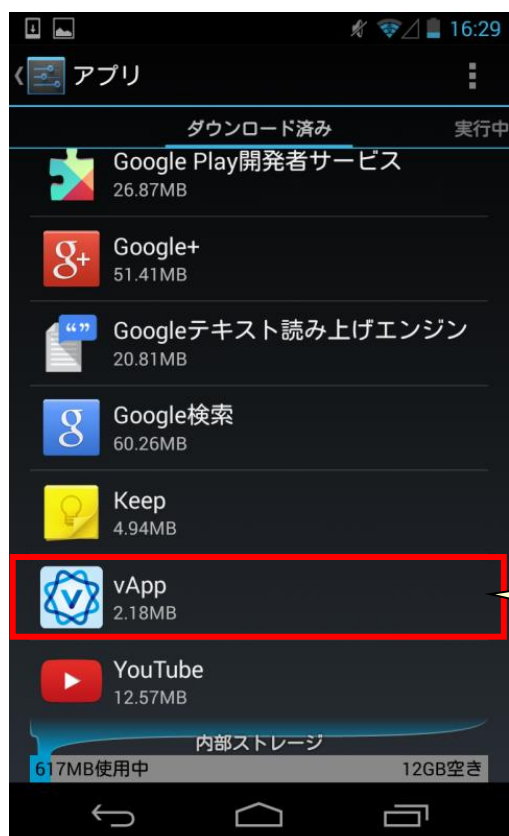 16:29
アプリ
ダウンロード済み 実行中
Google Play開発者サービス
26.87MB
Google+
51.41MB
Googleテキスト読み上げエンジン
20.81MB
Google検索
60.26MB
Keep
4.94MB
vApp
2.18MB
YouTube
12.57MB
内部ストレージ
617MB使用中 12GB空き